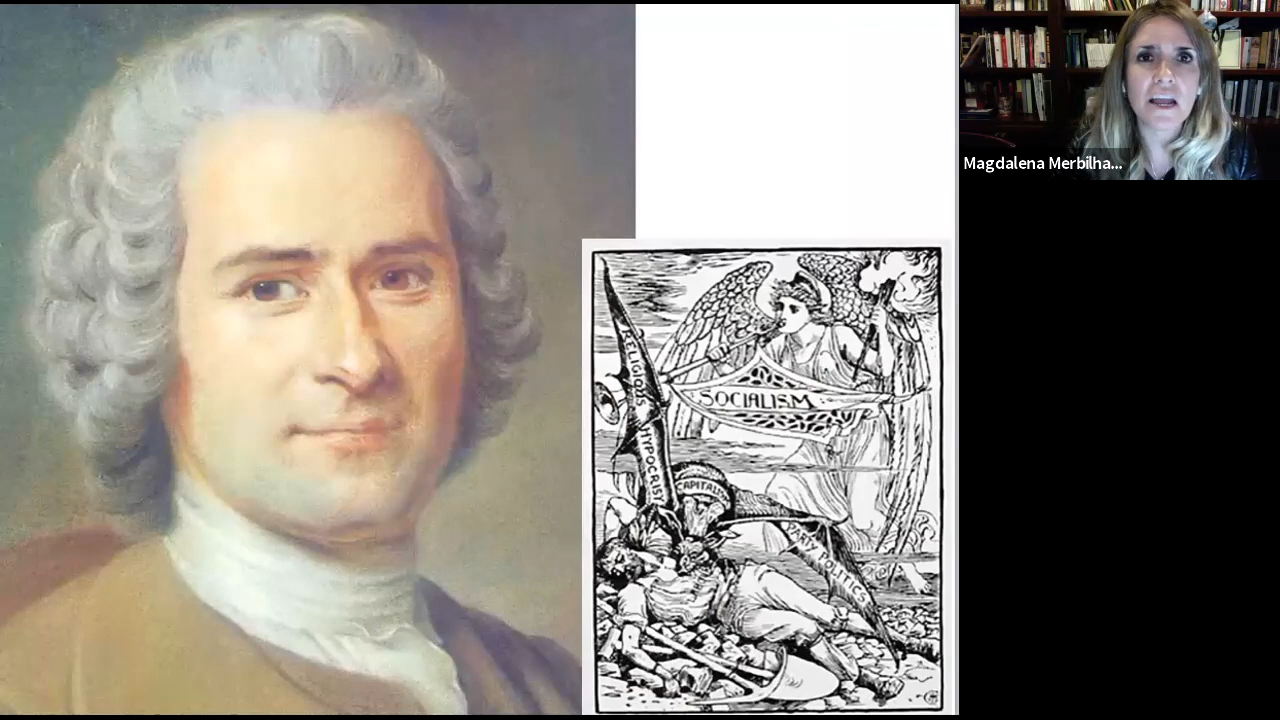 Magdalena Merbilha...
RELIGIOUS
HYPOCRISY
SOCIALISM
CAPITALISM
PARTY POLITICS